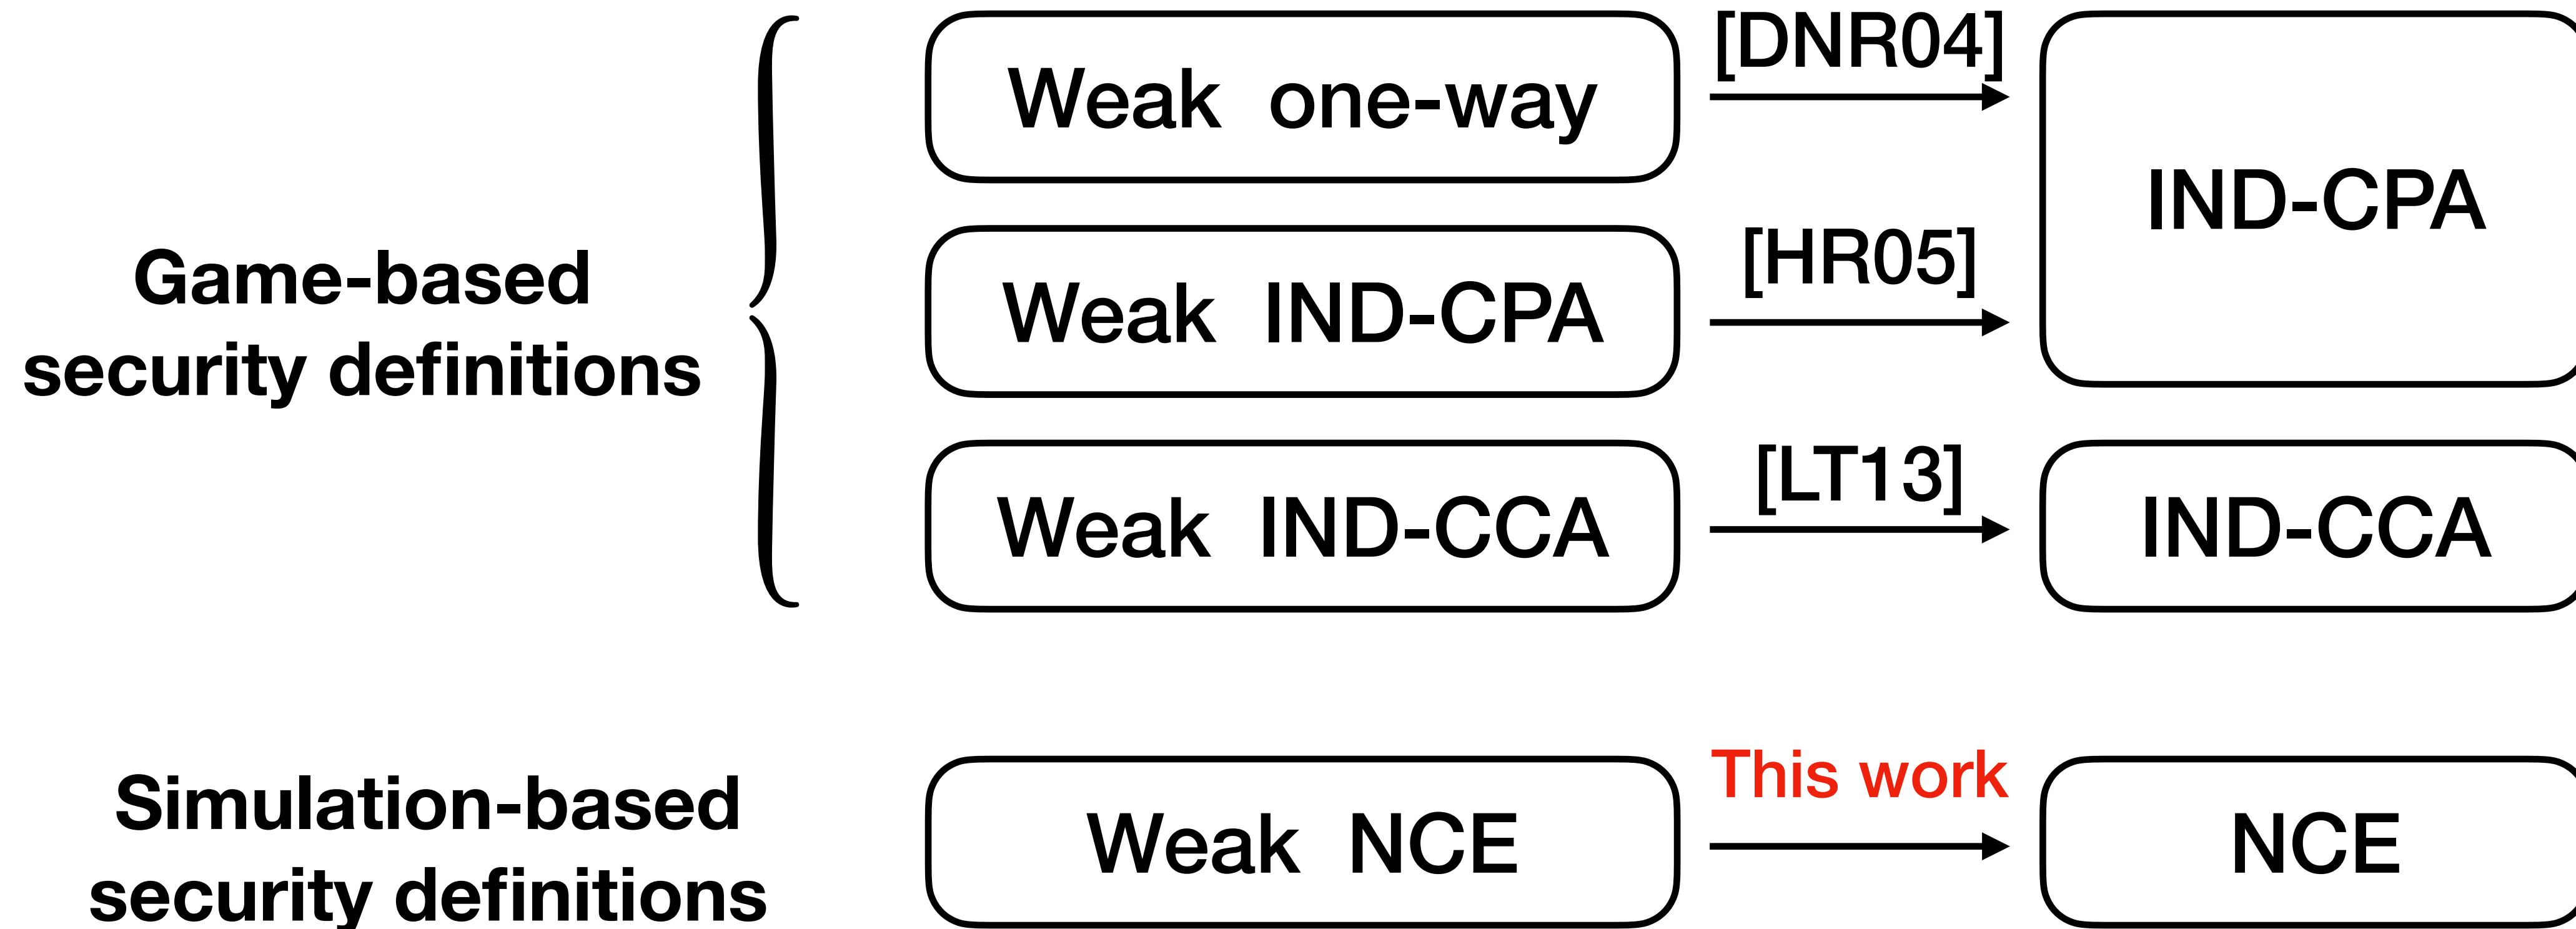 Game-based
security definitions
Weak one-way
[DNR04]
IND-CPA
Weak IND-CPA
[HR05]
Weak IND-CCA
[LT13]
IND-CCA
Simulation-based
security definitions
Weak NCE
This work
NCE